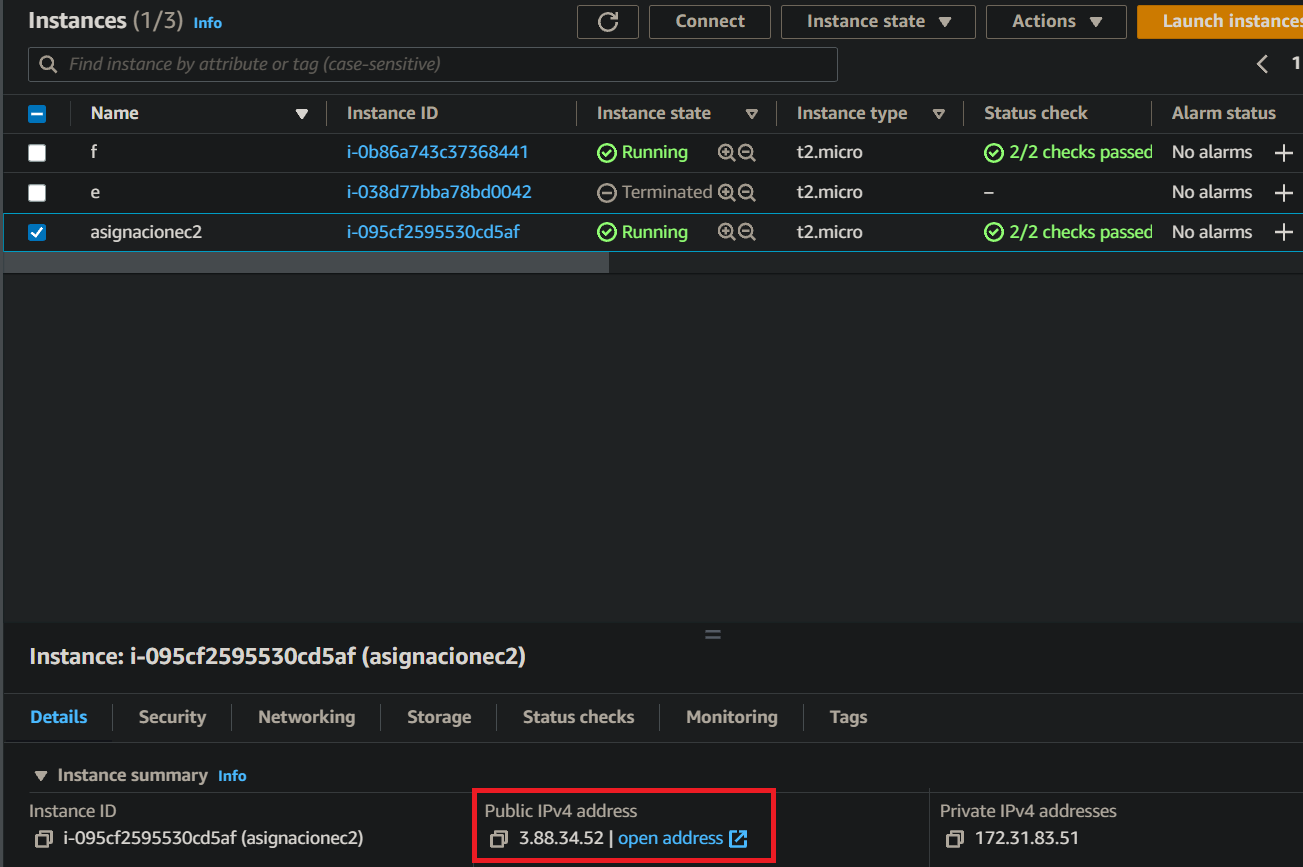 Instances (1/3) Info Connect Instance state Actions Launch instances
Find instance by attribute or tag (case-sensitive) 1
Name Instance ID Instance state Instance type Status check Alarm status
f i-0b86a743c37368441 Running t2.micro 2/2 checks passed No alarms +
e i-038d77bba78bd0042 Terminated t2.micro – No alarms +
asignacionec2 i-095cf2595530cd5af Running t2.micro 2/2 checks passed No alarms +
Instance: i-095cf2595530cd5af (asignacionec2)
Details Security Networking Storage Status checks Monitoring Tags
Instance summary Info
Instance ID Public IPv4 address Private IPv4 addresses
i-095cf2595530cd5af (asignacionec2) 3.88.34.52 | open address 172.31.83.51